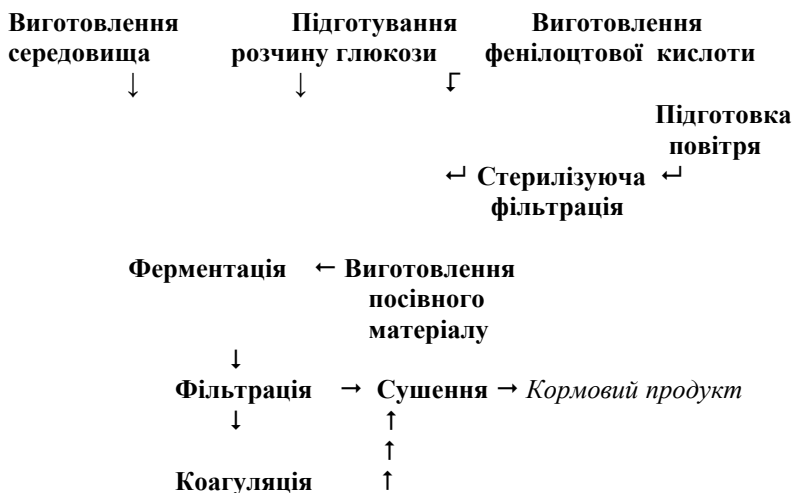 Виготовлення Підготування Виготовлення
середовища розчину глюкози фенілоцтової кислоти
↓ ↓ ↓
Підготовка
повітря
↵ Стерилізуюча ↵
фільтрація
Ферментація ← Виготовлення
посівного
матеріалу
↓
Фільтрація → Сушення → Кормовий продукт
↓ ↑
↑
Коагуляція ↑